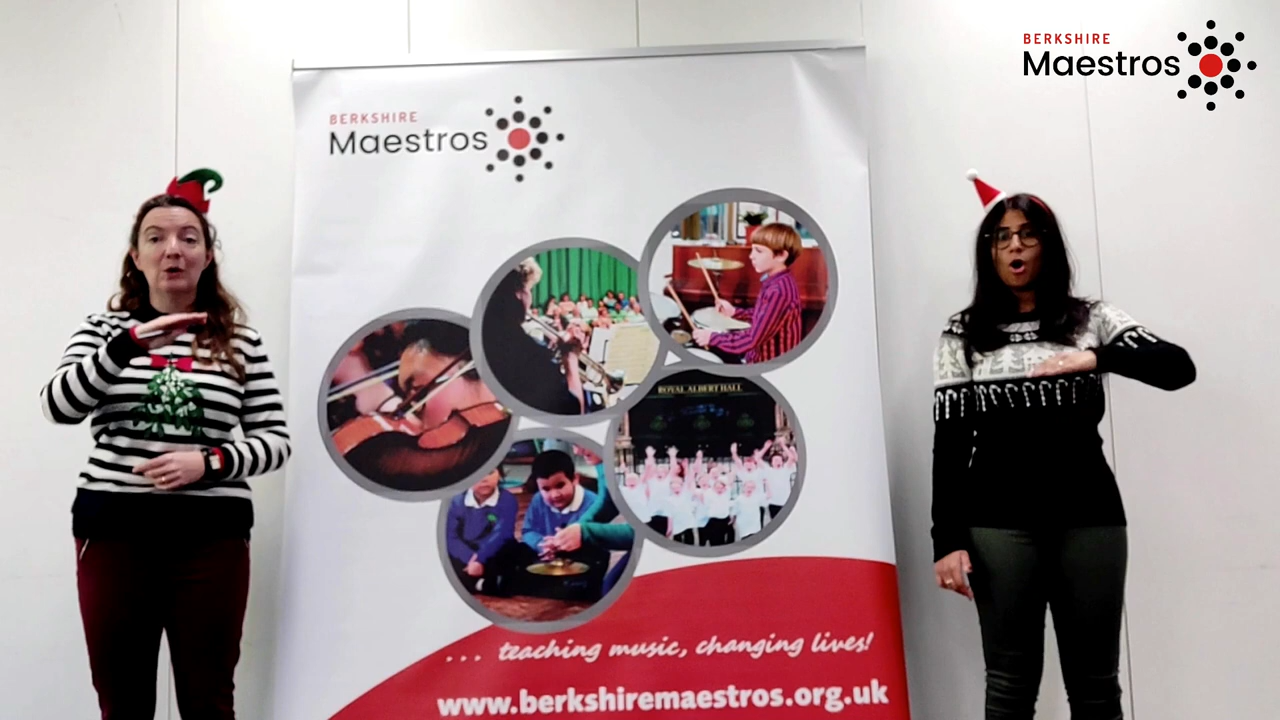 BERKSHIRE
Maestros
BERKSHIRE
Maestros
ROYAL ALBERT HALL
... teaching music, changing lives!
www.berkshiremaestros.org.uk